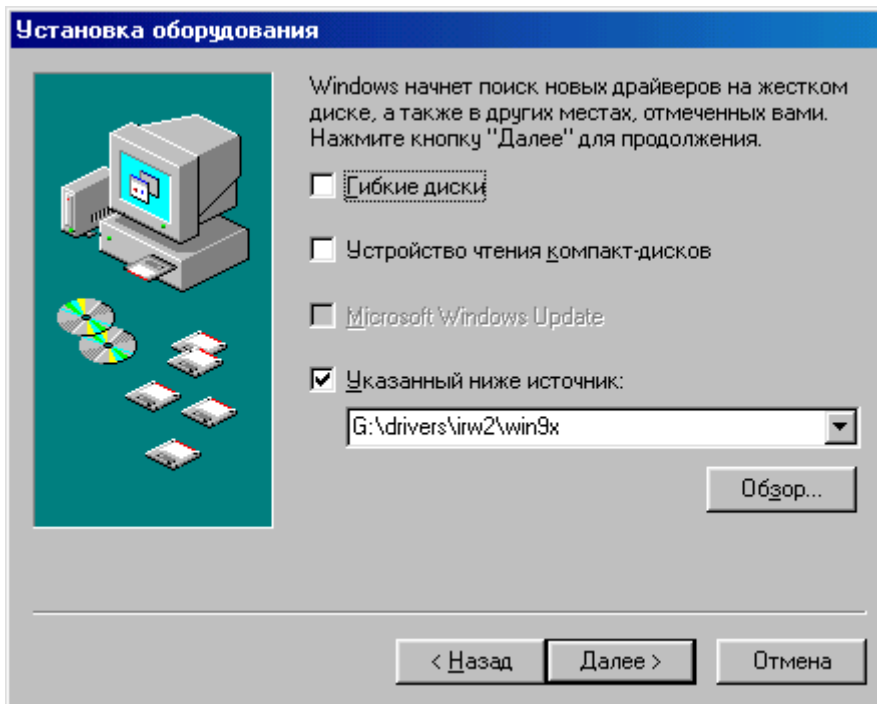 Установка оборудования
Windows начнет поиск новых драйверов на жестком
диске, а также в других местах, отмеченных вами.
Нажмите кнопку "Далее" для продолжения.
Гибкие диски
Устройство чтения компакт-дисков
Microsoft Windows Update
Указанный ниже источник:
G:\drivers\irw2\win9x
Обзор...
< Назад
Далее >
Отмена